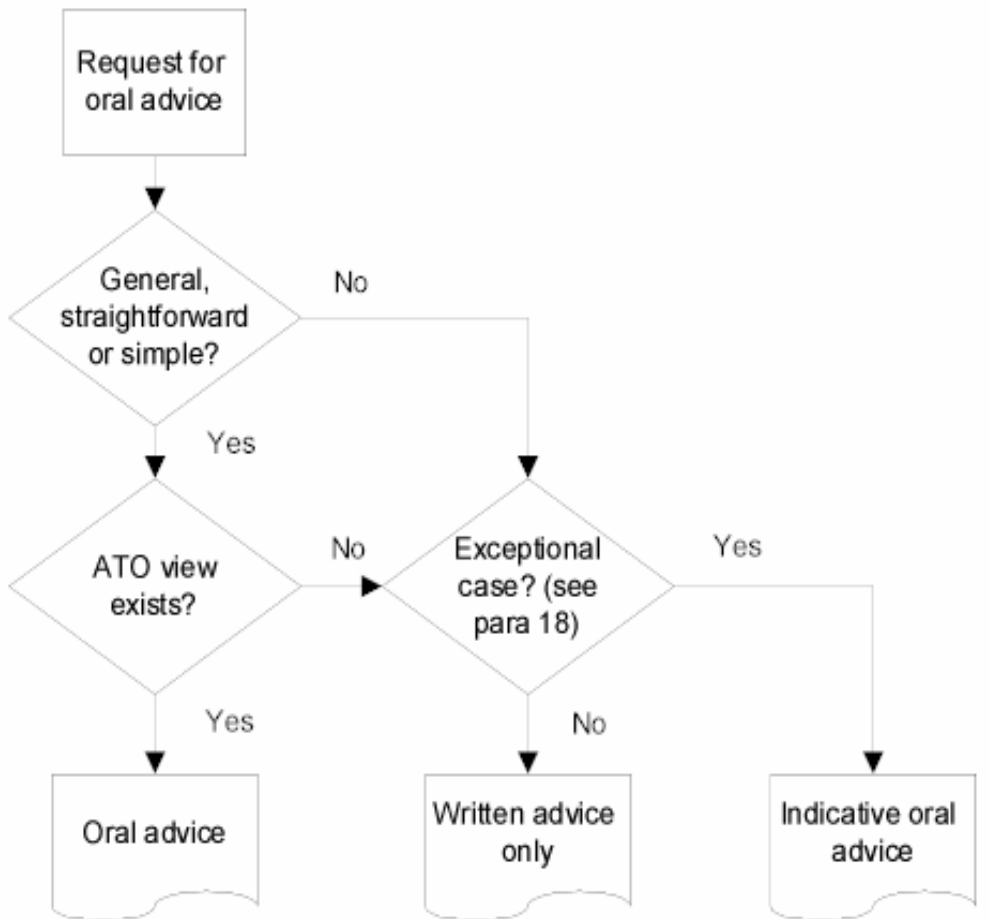 Request for
oral advice
General,
straightforward
or simple?
No
Yes
ATO view
exists?
No
Exceptional
case? (see
para 18)
Yes
Yes
No
Oral advice
Written advice
only
Indicative oral
advice